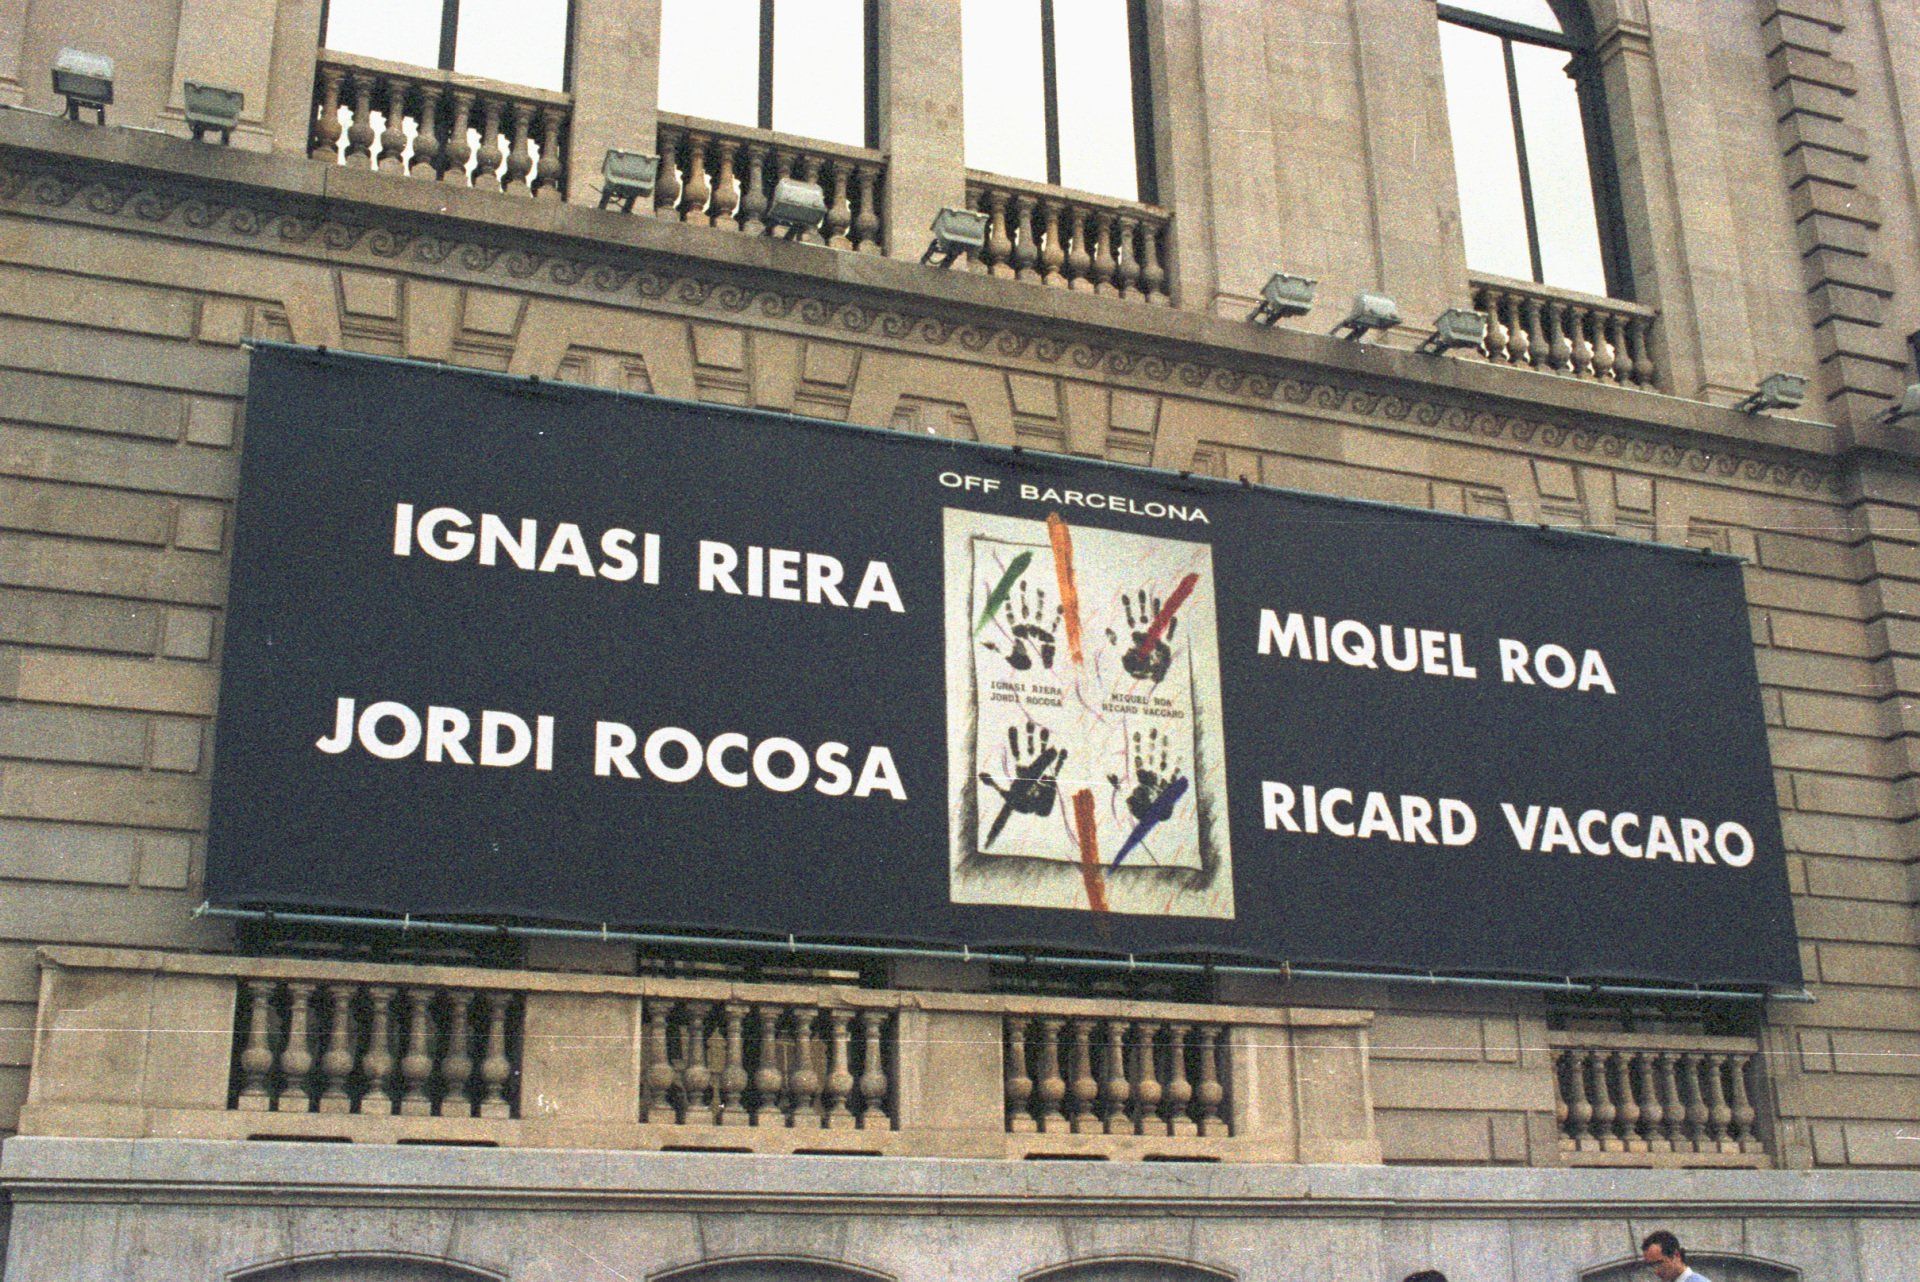 OFF BARCELONA
IGNASI RIERA
JORDI ROCOSA
IGNASI RIERA
JORDI ROCOSA
MIQUEL ROA
RICARD VACCARO
MIQUEL ROA
RICARD VACCARO